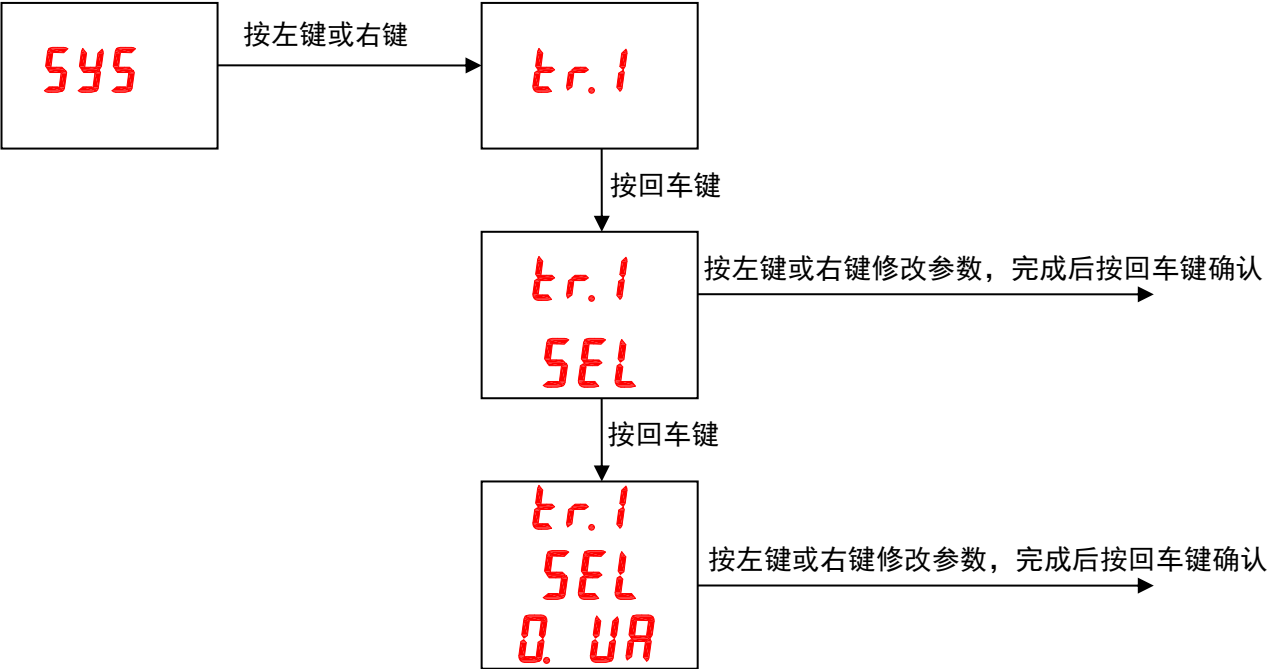 SYS
按左键或右键
tr.1
按回车键
tr.1
SEL
按左键或右键修改参数，完成后按回车键确认
按回车键
tr.1
SEL
0. UA
按左键或右键修改参数，完成后按回车键确认